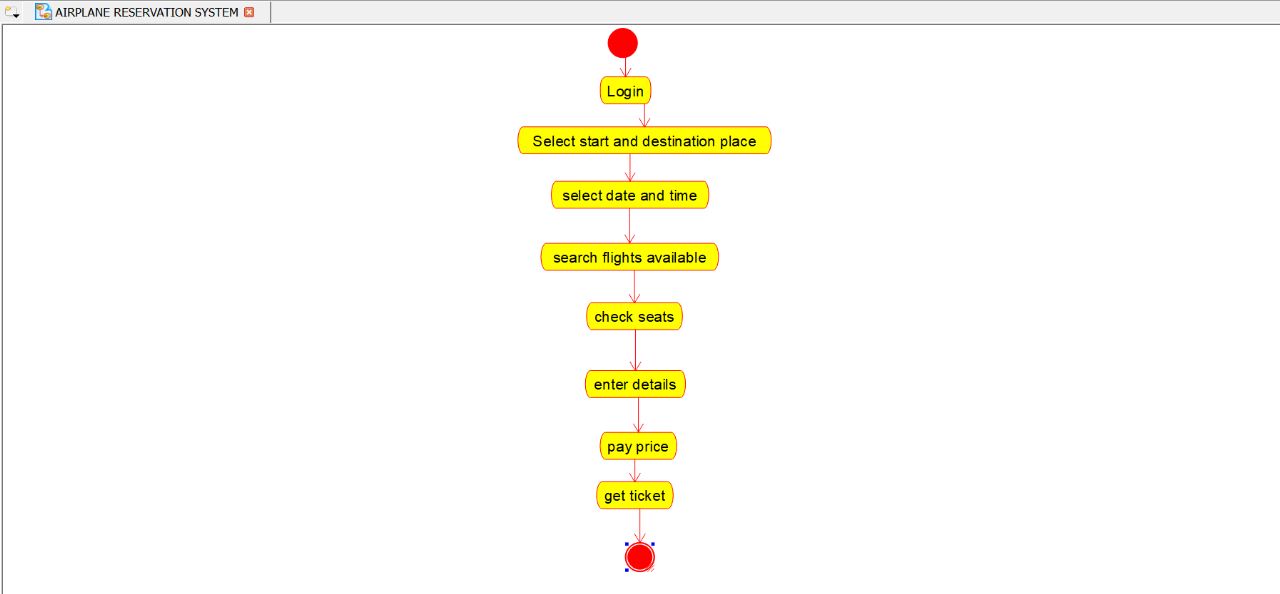 AIRPLANE RESERVATION SYSTEM
Login
Select start and destination place
select date and time
search flights available
check seats
enter details
pay price
get ticket